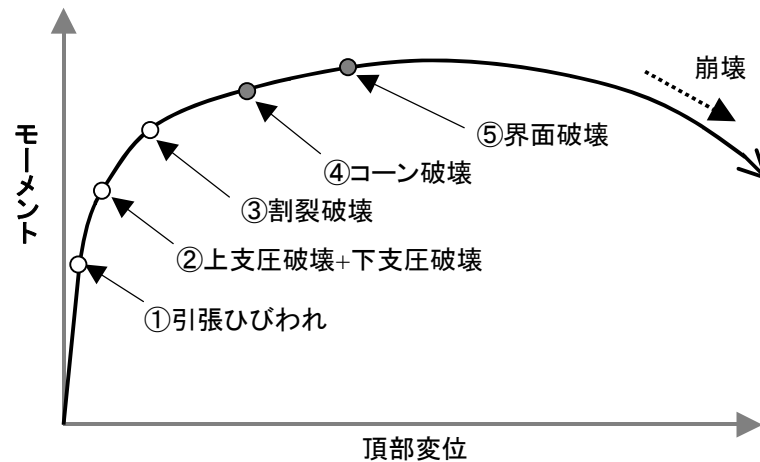 崩壊
⑤界面破壊
④コーン破壊
③割裂破壊
②上支圧破壊+下支圧破壊
①引張ひびわれ
モーメント
頂部変位